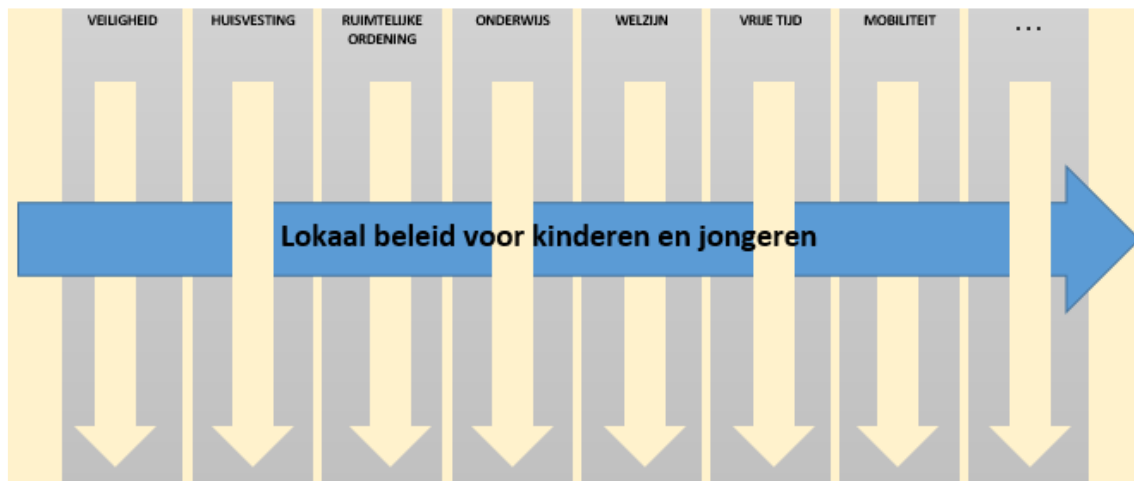 VEILIGHEID
HUISVESTING
RUIMTELIJKE
ORDENING
ONDERWIJS
WELZIJN
VRIJE TIJD
MOBILITEIT
...
Lokaal beleid voor kinderen en jongeren